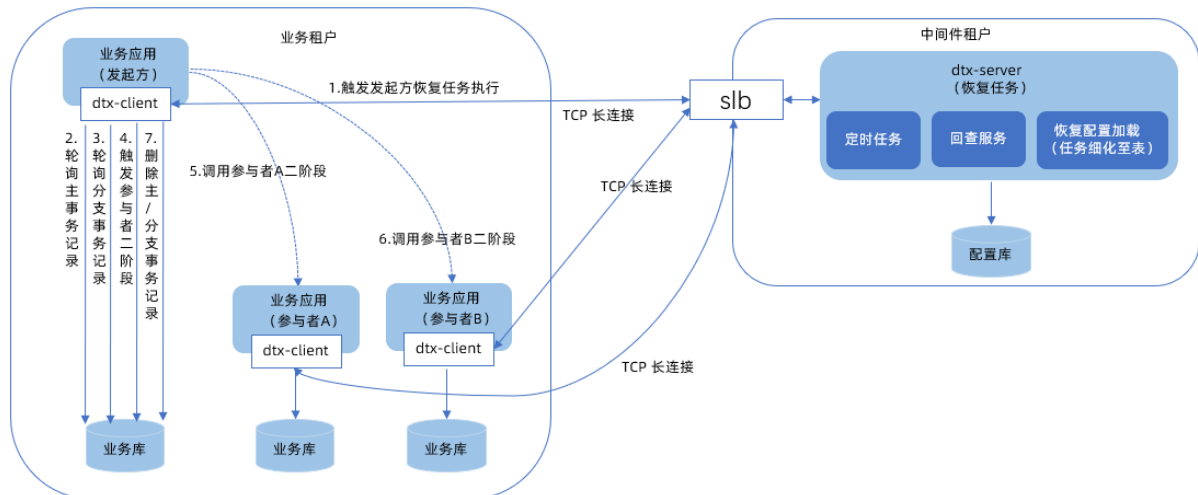 业务租户
业务应用
（发起方）
dtx-client
1.触发发起方恢复任务执行
TCP 长连接
slb
中间件租户
dtx-server
（恢复任务）
定时任务
回查服务
恢复配置加载
（任务细化至表）
配置库
2.轮询主事务记录
3.轮询分支事务记录
4.触发参与者二阶段
7.删除主/分支事务记录
5.调用参与者A二阶段
6.调用参与者B二阶段
TCP 长连接
业务应用
（参与者A）
dtx-client
业务应用
（参与者B）
dtx-client
TCP 长连接
业务库
业务库
业务库